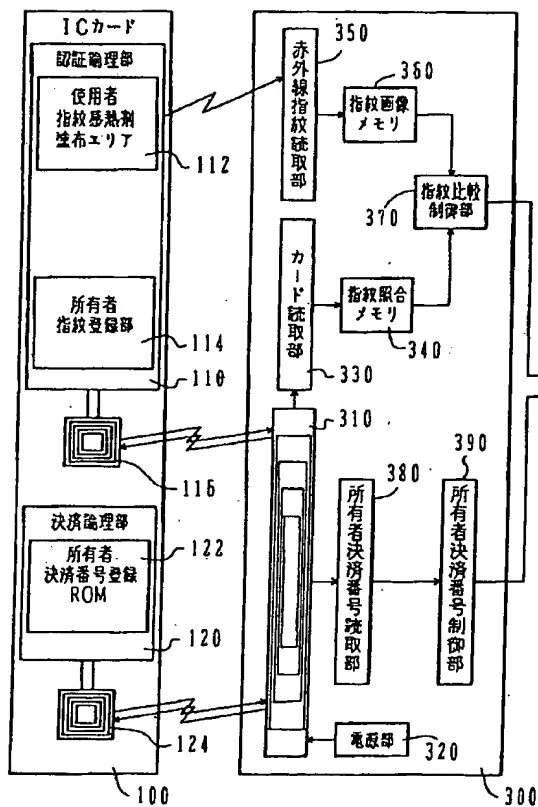 ICカード
認証論理部
使用者
指紋感熱剤
塗布エリア
112
所有者
指紋登録部
114
110
116
決済論理部
所有者
決済番号登録
ROM
122
120
124
100
350
赤外線指紋読取部
360
指紋画像
メモリ
370
指紋比較
制御部
カード読取部
330
指紋照合
メモリ
340
310
380
所有者決済番号読取部
390
所有者決済番号制御部
電源部
320
300